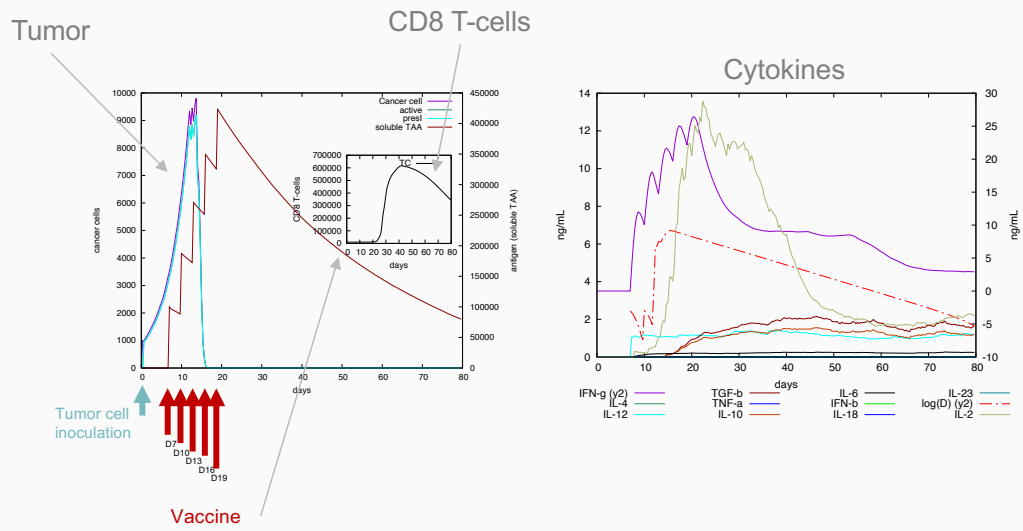 Tumor
CD8 T-cells
Cytokines
10000
9000
8000
7000
6000
5000
4000
3000
2000
1000
0
cancer cells
0 10 20 30 40 50 60 70 80
days
450000
400000
350000
300000
250000
200000
150000
100000
50000
0
antigen (soluble TAA)
Cancer cell
active
presI
soluble TAA
700000
600000
500000
400000
300000
200000
100000
0
CD8 T-cells
TC
0 10 20 30 40 50 60 70 80
days
Tumor cell
inoculation
D7
D10
D13
D16
D19
Vaccine
14
12
10
8
6
4
2
0
ng/mL
0 10 20 30 40 50 60 70 80
days
30
25
20
15
10
5
0
-5
-10
ng/mL
IFN-g (y2) TGF-b IL-6 IL-23
IL-4 TNF-a IFN-b log(D) (y2)
IL-12 IL-10 IL-18 IL-2